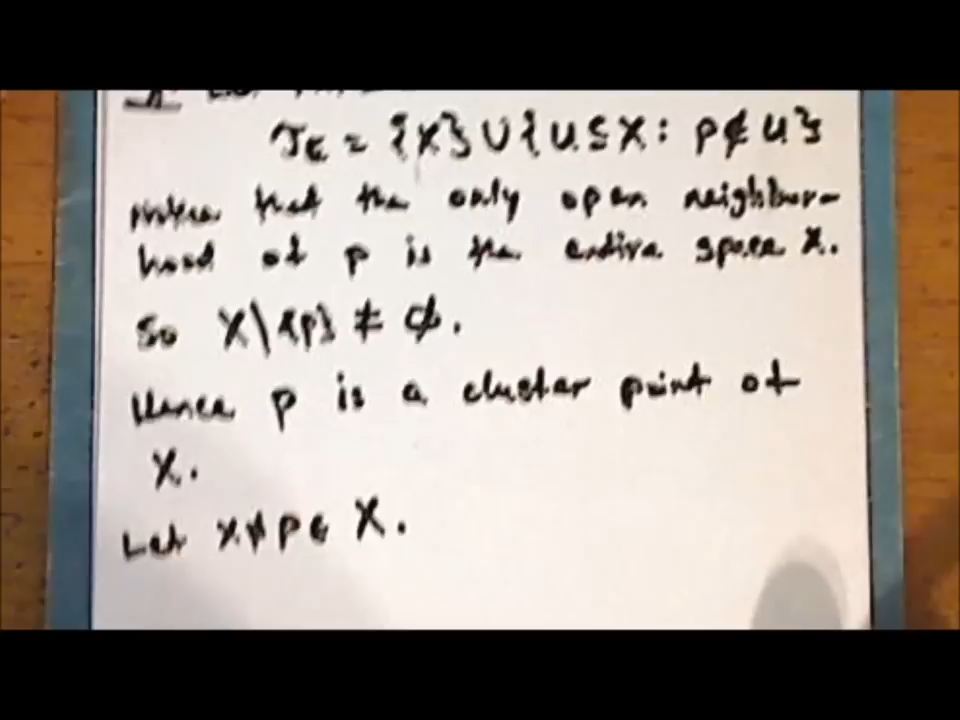 τ_E = {X} ∪ {U ⊆ X : p ∉ U}
Notice that the only open neighbor-
hood of p is the entire space X.
So X\{p} ≠ ∅.
Hence p is a cluster point of
X.
Let x ≠ p ∈ X.